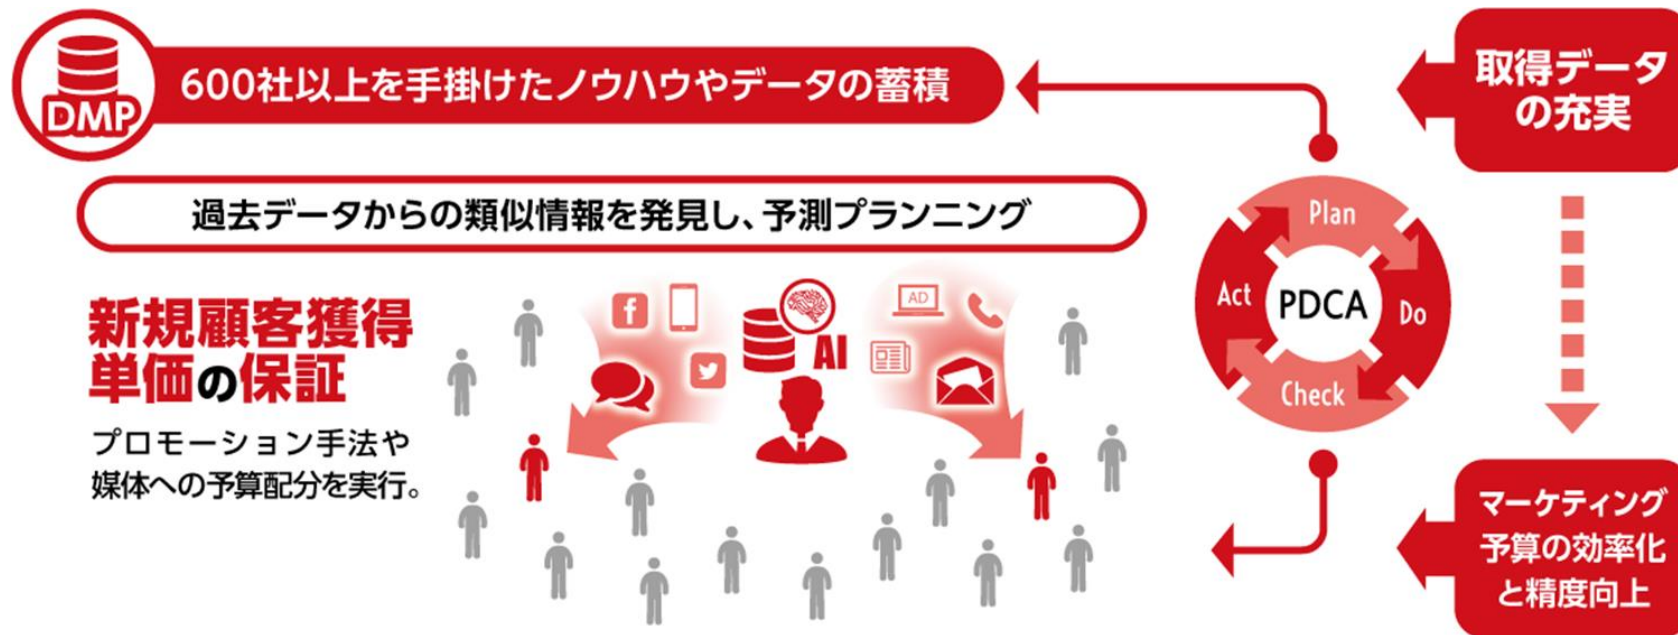 DMP
600社以上を手掛けたノウハウやデータの蓄積
過去データからの類似情報を発見し、予測プランニング
新規顧客獲得
単価の保証
プロモーション手法や
媒体への予算配分を実行。
f
AD
AI
Plan
Do
Check
Act
PDCA
取得データ
の充実
マーケティング
予算の効率化
と精度向上